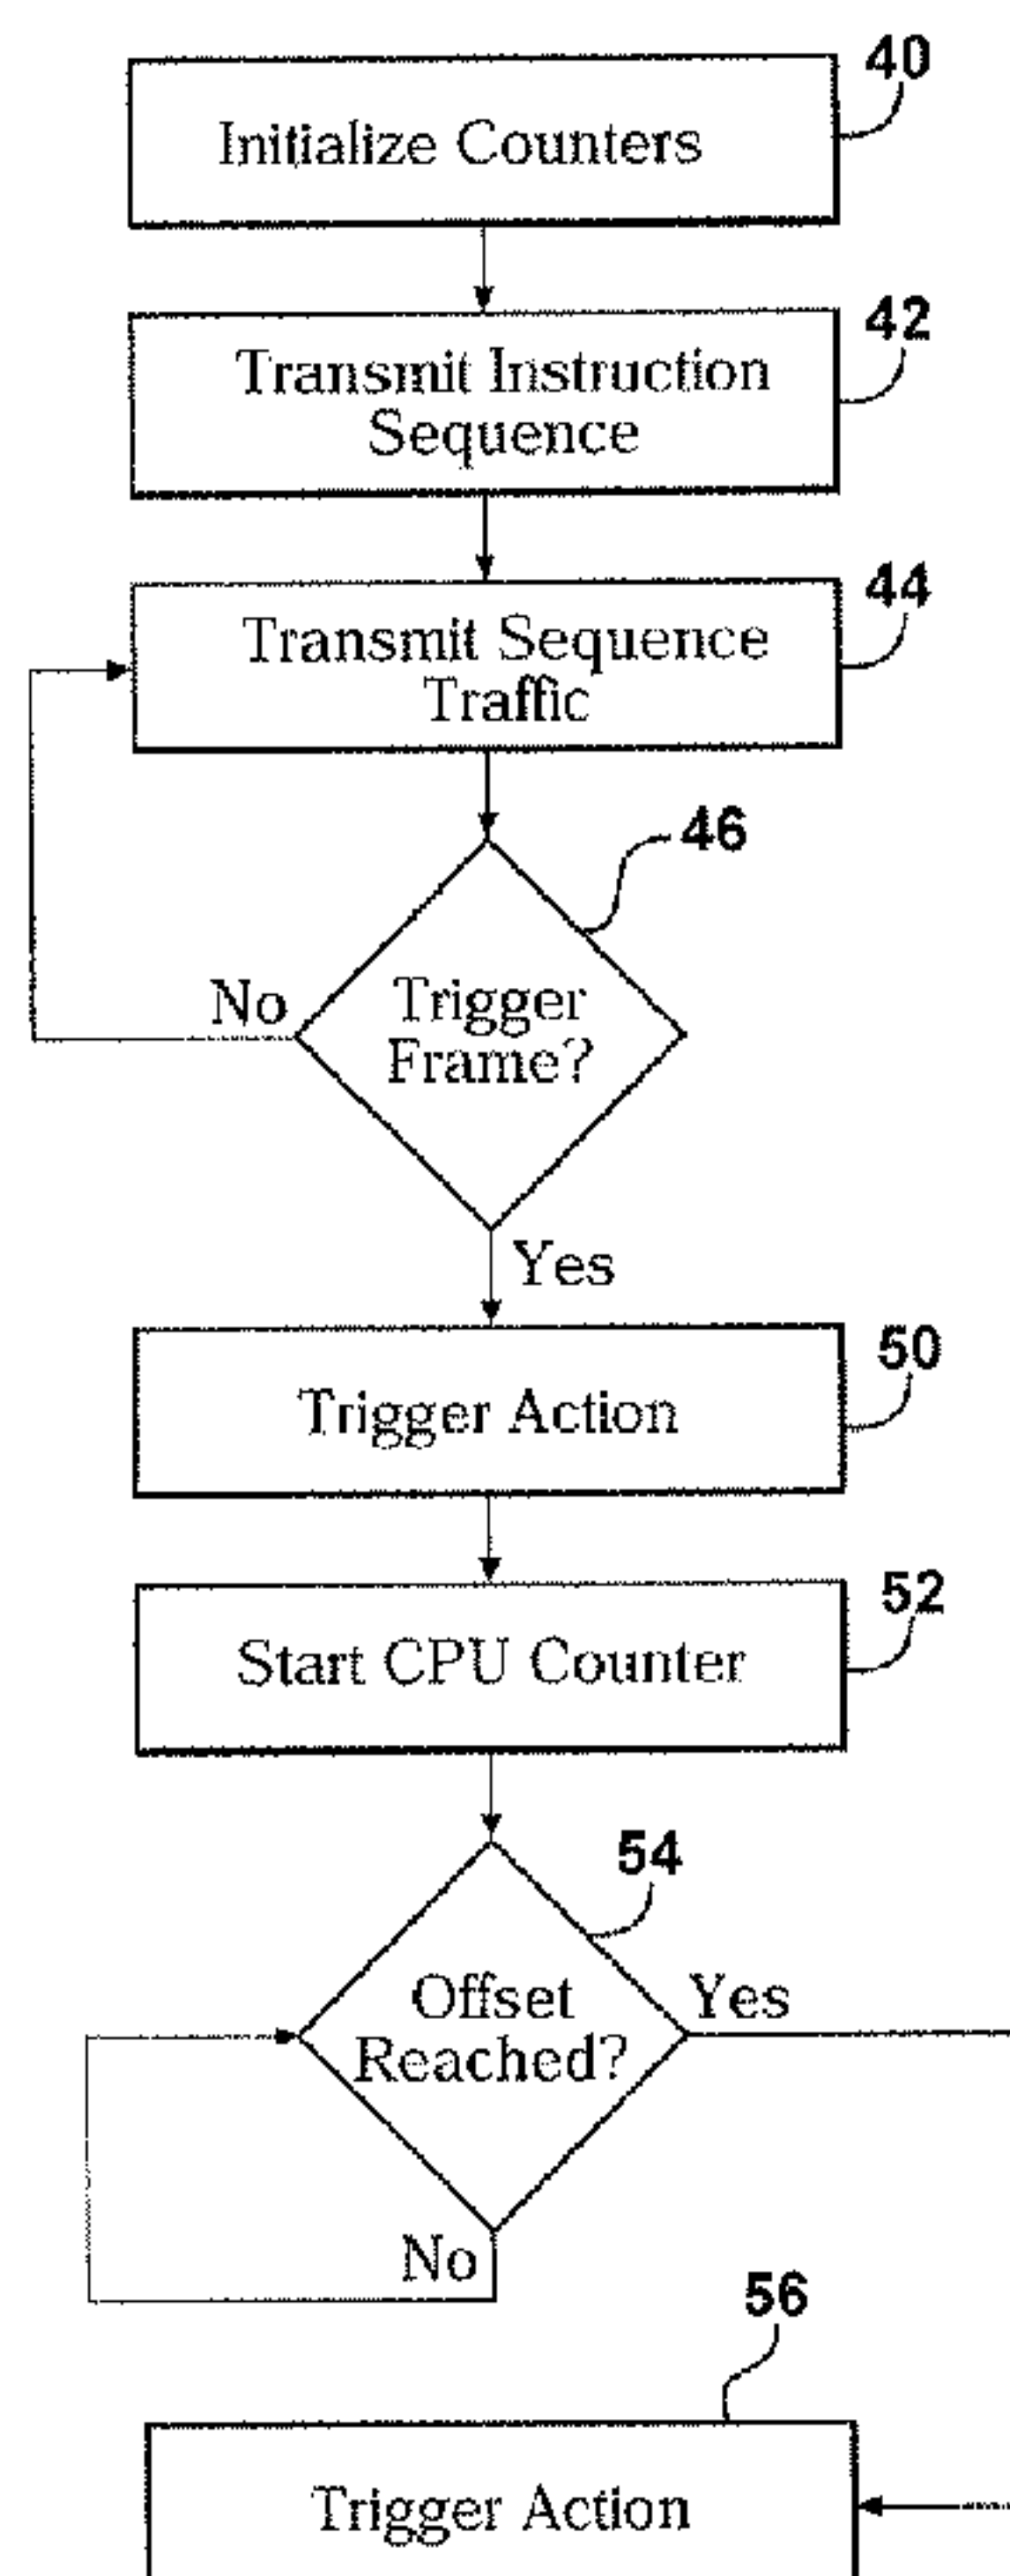 40
Initialize Counters
42
Transmit Instruction
Sequence
44
Transmit Sequence
Traffic
46
Trigger
Frame?
No
Yes
50
Trigger Action
52
Start CPU Counter
54
Offset
Reached?
Yes
No
56
Trigger Action